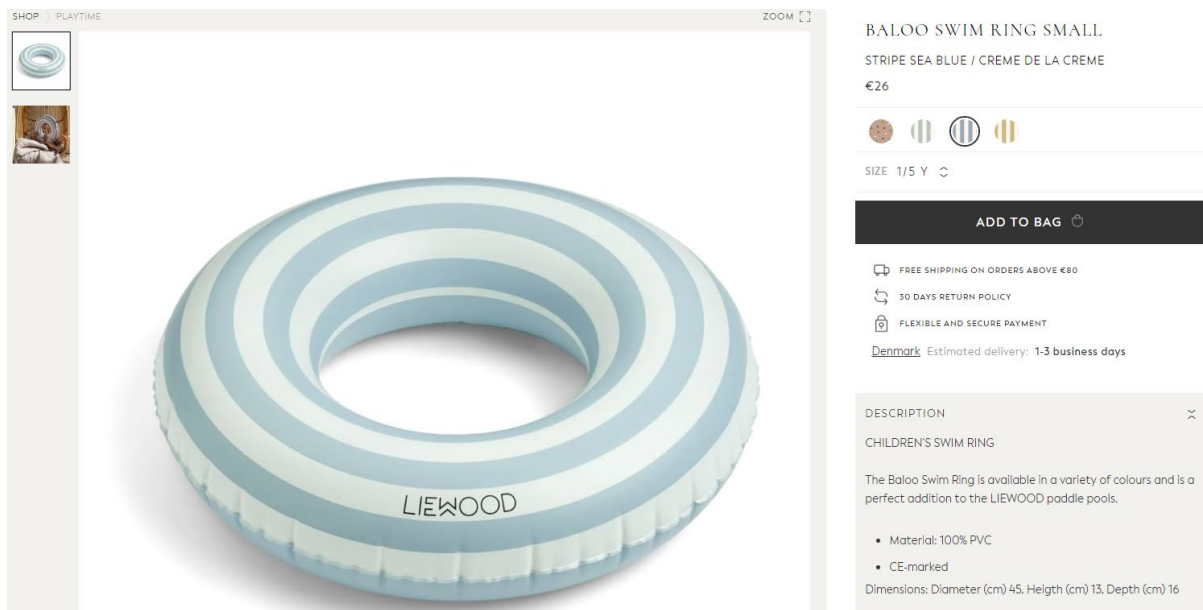 SHOP > PLAYTIME
ZOOM
LIEWOOD
BALOO SWIM RING SMALL
STRIPE SEA BLUE / CREME DE LA CREME
€26
SIZE 1/5 Y
ADD TO BAG
FREE SHIPPING ON ORDERS ABOVE €80
30 DAYS RETURN POLICY
FLEXIBLE AND SECURE PAYMENT
Denmark Estimated delivery: 1-3 business days
DESCRIPTION
CHILDREN'S SWIM RING
The Baloo Swim Ring is available in a variety of colours and is a
perfect addition to the LIEWOOD paddle pools.
• Material: 100% PVC
• CE-marked
Dimensions: Diameter (cm) 45, Heigth (cm) 13, Depth (cm) 16